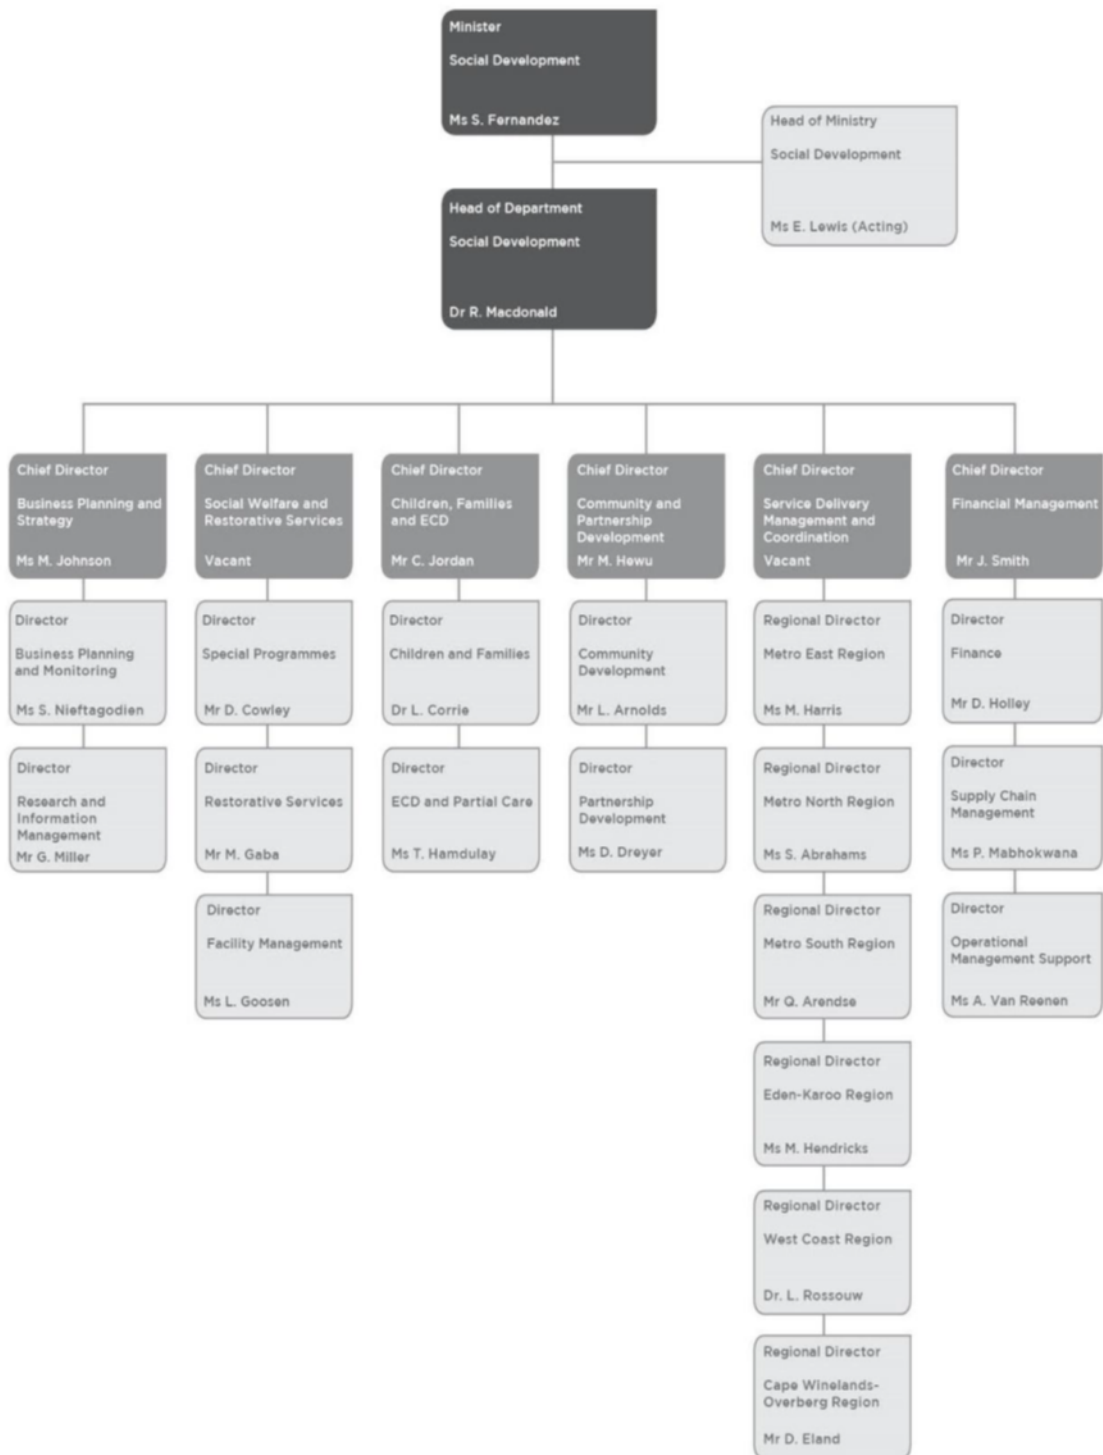 Minister
Social Development
Ms S. Fernandez
Head of Ministry
Social Development
Ms E. Lewis (Acting)
Head of Department
Social Development
Dr R. Macdonald
Chief Director
Business Planning and
Strategy
Ms M. Johnson
Director
Business Planning
and Monitoring
Ms S. Nieftagodien
Director
Research and
Information
Management
Mr G. Miller
Chief Director
Social Welfare and
Restorative Services
Vacant
Director
Special Programmes
Mr D. Cowley
Director
Restorative Services
Mr M. Gaba
Director
Facility Management
Ms L. Goosen
Chief Director
Children, Families
and ECD
Mr C. Jordan
Director
Children and Families
Dr L. Corrie
Director
ECD and Partial Care
Ms T. Hamdulay
Chief Director
Community and
Partnership
Development
Mr M. Hewu
Director
Community
Development
Mr L. Arnolds
Director
Partnership
Development
Ms D. Dreyer
Chief Director
Service Delivery
Management and
Coordination
Vacant
Regional Director
Metro East Region
Ms M. Harris
Regional Director
Metro North Region
Ms S. Abrahams
Regional Director
Metro South Region
Mr Q. Arendse
Regional Director
Eden-Karoo Region
Ms M. Hendricks
Regional Director
West Coast Region
Dr. L. Rossouw
Regional Director
Cape Winelands-
Overberg Region
Mr D. Eland
Chief Director
Financial Management
Mr J. Smith
Director
Finance
Mr D. Holley
Director
Supply Chain
Management
Ms P. Mabhokwana
Director
Operational
Management Support
Ms A. Van Reenen